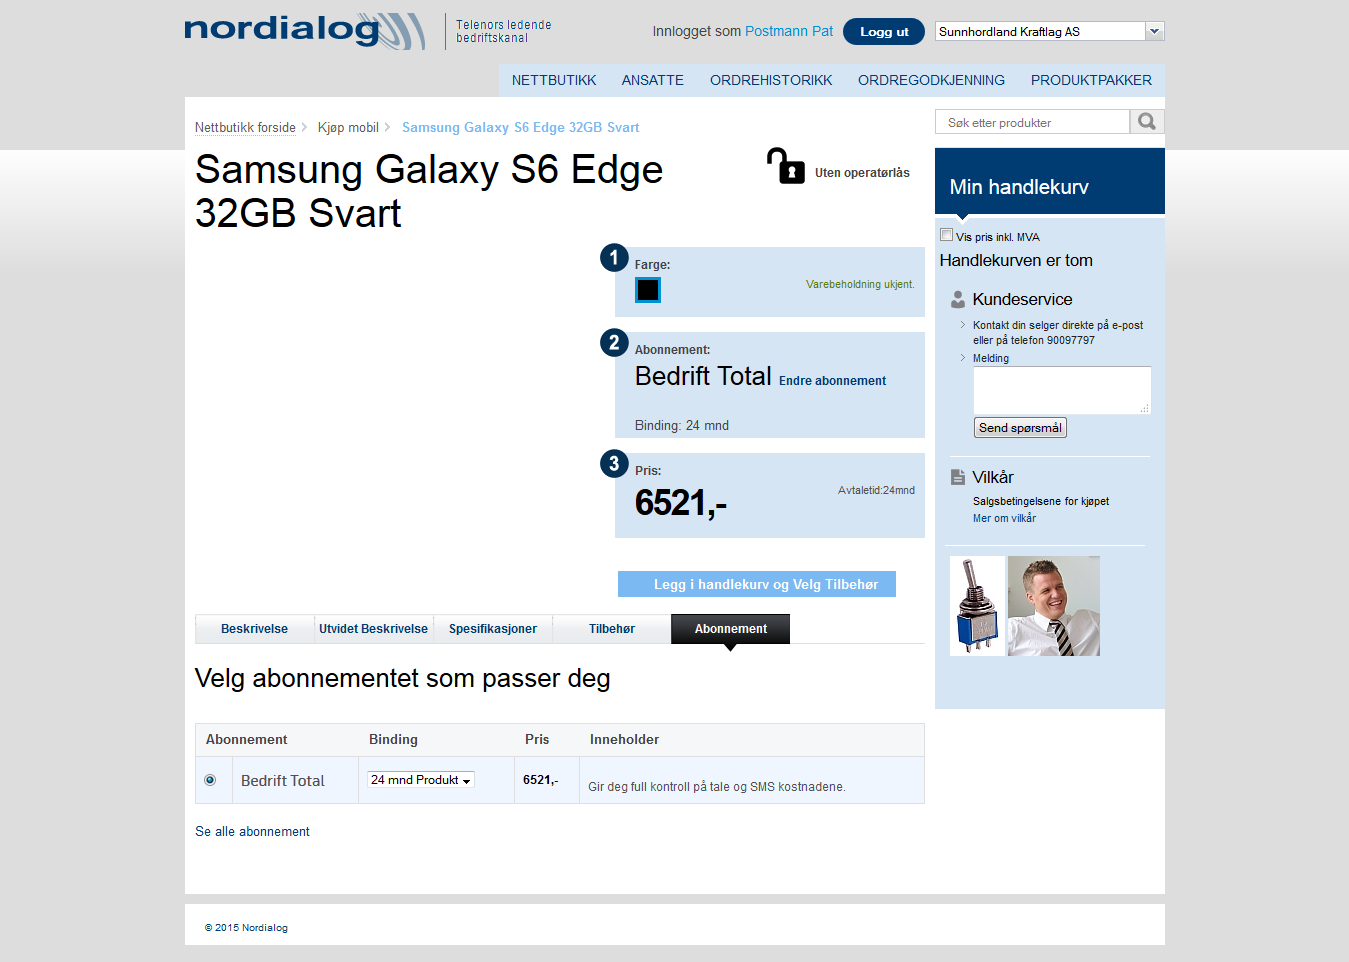 nordialog
Telenors ledende
bedriftskanal
Innlogget som Postmann Pat
Logg ut
Sunnhordland Kraftlag AS
NETTBUTIKK ANSATTE ORDREHISTORIKK ORDREGODKJENNING PRODUKTPAKKER
Nettbutikk forside Kjøp mobil Samsung Galaxy S6 Edge 32GB Svart
Søk etter produkter
Samsung Galaxy S6 Edge
32GB Svart
Uten operatørlås
1
Farge:
Varebeholdning ukjent.
2
Abonnement:
Bedrift Total Endre abonnement
Binding: 24 mnd
3
Pris:
6521,-
Avtaletid:24mnd
Legg i handlekurv og Velg Tilbehør
Min handlekurv
Vis pris inkl. MVA
Handlekurven er tom
Kundeservice
Kontakt din selger direkte på e-post
eller på telefon 90097797
Melding
Send spørsmål
Vilkår
Salgsbetingelsene for kjøpet
Mer om vilkår
Beskrivelse Utvidet Beskrivelse Spesifikasjoner Tilbehør Abonnement
Velg abonnementet som passer deg
Abonnement Binding Pris Inneholder
Bedrift Total 24 mnd Produkt 6521,- Gir deg full kontroll på tale og SMS kostnadene.
Se alle abonnement
© 2015 Nordialog